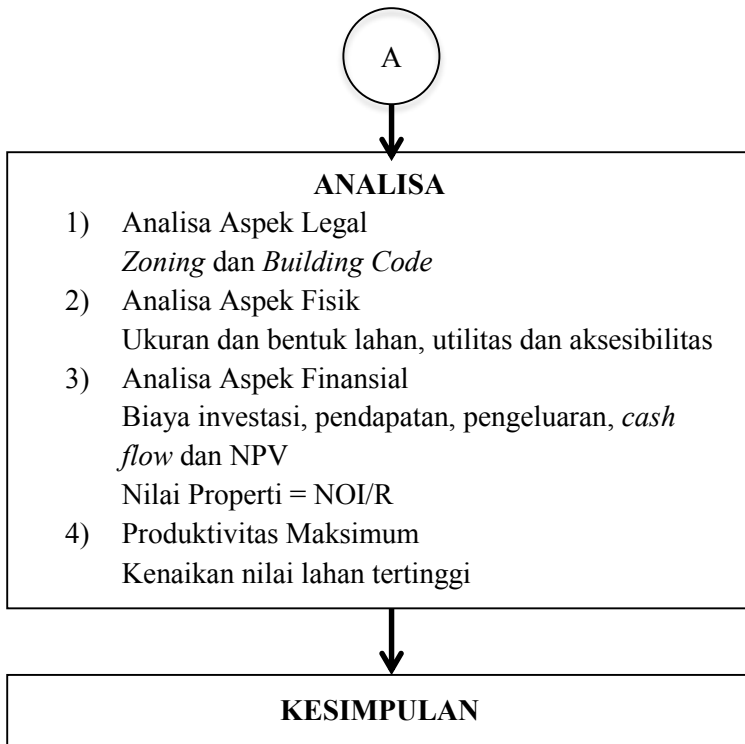 A
ANALISA
1) Analisa Aspek Legal
Zoning dan Building Code
2) Analisa Aspek Fisik
Ukuran dan bentuk lahan, utilitas dan aksesibilitas
3) Analisa Aspek Finansial
Biaya investasi, pendapatan, pengeluaran, cash
flow dan NPV
Nilai Properti = NOI/R
4) Produktivitas Maksimum
Kenaikan nilai lahan tertinggi
KESIMPULAN